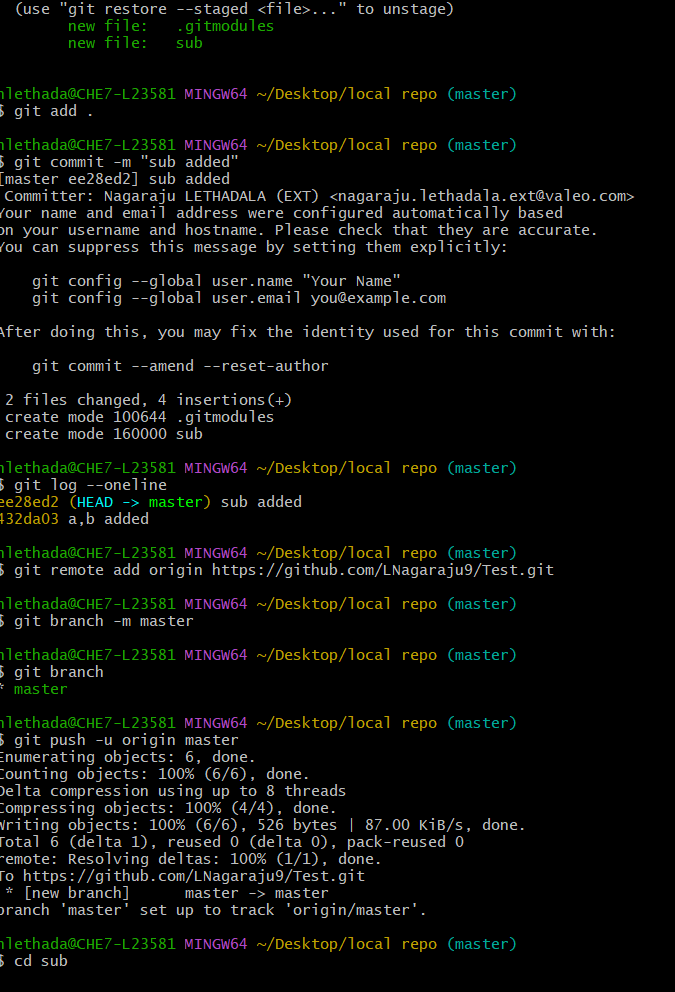 (use "git restore --staged <file>..." to unstage)
new file:   .gitmodules
new file:   sub
nlethada@CHE7-L23581 MINGW64 ~/Desktop/local repo (master)
$ git add .
nlethada@CHE7-L23581 MINGW64 ~/Desktop/local repo (master)
$ git commit -m "sub added"
[master ee28ed2] sub added
Committer: Nagaraju LETHADALA (EXT) <nagaraju.lethadala.ext@valeo.com>
Your name and email address were configured automatically based
on your username and hostname. Please check that they are accurate.
You can suppress this message by setting them explicitly:
git config --global user.name "Your Name"
git config --global user.email you@example.com
After doing this, you may fix the identity used for this commit with:
git commit --amend --reset-author
2 files changed, 4 insertions(+)
create mode 100644 .gitmodules
create mode 160000 sub
nlethada@CHE7-L23581 MINGW64 ~/Desktop/local repo (master)
$ git log --oneline
ee28ed2 (HEAD -> master) sub added
432da03 a,b added
nlethada@CHE7-L23581 MINGW64 ~/Desktop/local repo (master)
$ git remote add origin https://github.com/LNagaraju9/Test.git
nlethada@CHE7-L23581 MINGW64 ~/Desktop/local repo (master)
$ git branch -m master
nlethada@CHE7-L23581 MINGW64 ~/Desktop/local repo (master)
$ git branch
* master
nlethada@CHE7-L23581 MINGW64 ~/Desktop/local repo (master)
$ git push -u origin master
Enumerating objects: 6, done.
Counting objects: 100% (6/6), done.
Delta compression using up to 8 threads
Compressing objects: 100% (4/4), done.
Writing objects: 100% (6/6), 526 bytes | 87.00 KiB/s, done.
Total 6 (delta 1), reused 0 (delta 0), pack-reused 0
remote: Resolving deltas: 100% (1/1), done.
To https://github.com/LNagaraju9/Test.git
* [new branch]      master -> master
branch 'master' set up to track 'origin/master'.
nlethada@CHE7-L23581 MINGW64 ~/Desktop/local repo (master)
$ cd sub